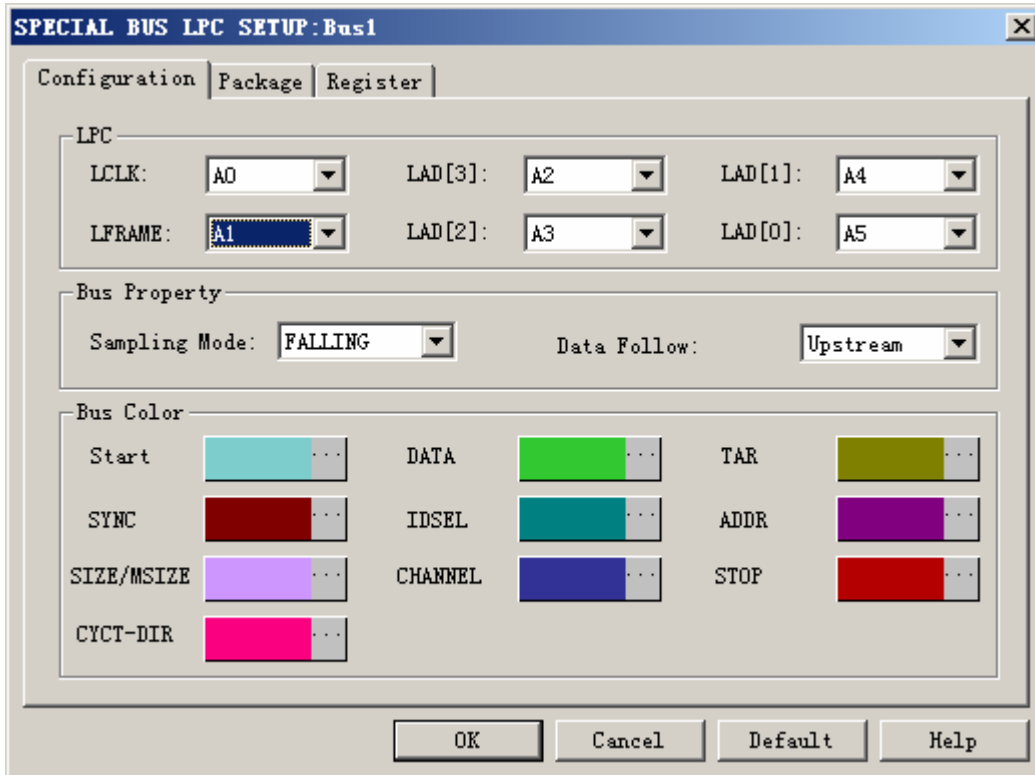 SPECIAL BUS LPC SETUP:Bus1
Configuration Package Register
LPC
LCLK: A0 LAD[3]: A2 LAD[1]: A4
LFRAME: A1 LAD[2]: A3 LAD[0]: A5
Bus Property
Sampling Mode: FALLING Data Follow: Upstream
Bus Color
Start ... DATA ... TAR ...
SYNC ... IDSEL ... ADDR ...
SIZE/MSIZE ... CHANNEL ... STOP ...
CYCT-DIR ...
OK Cancel Default Help